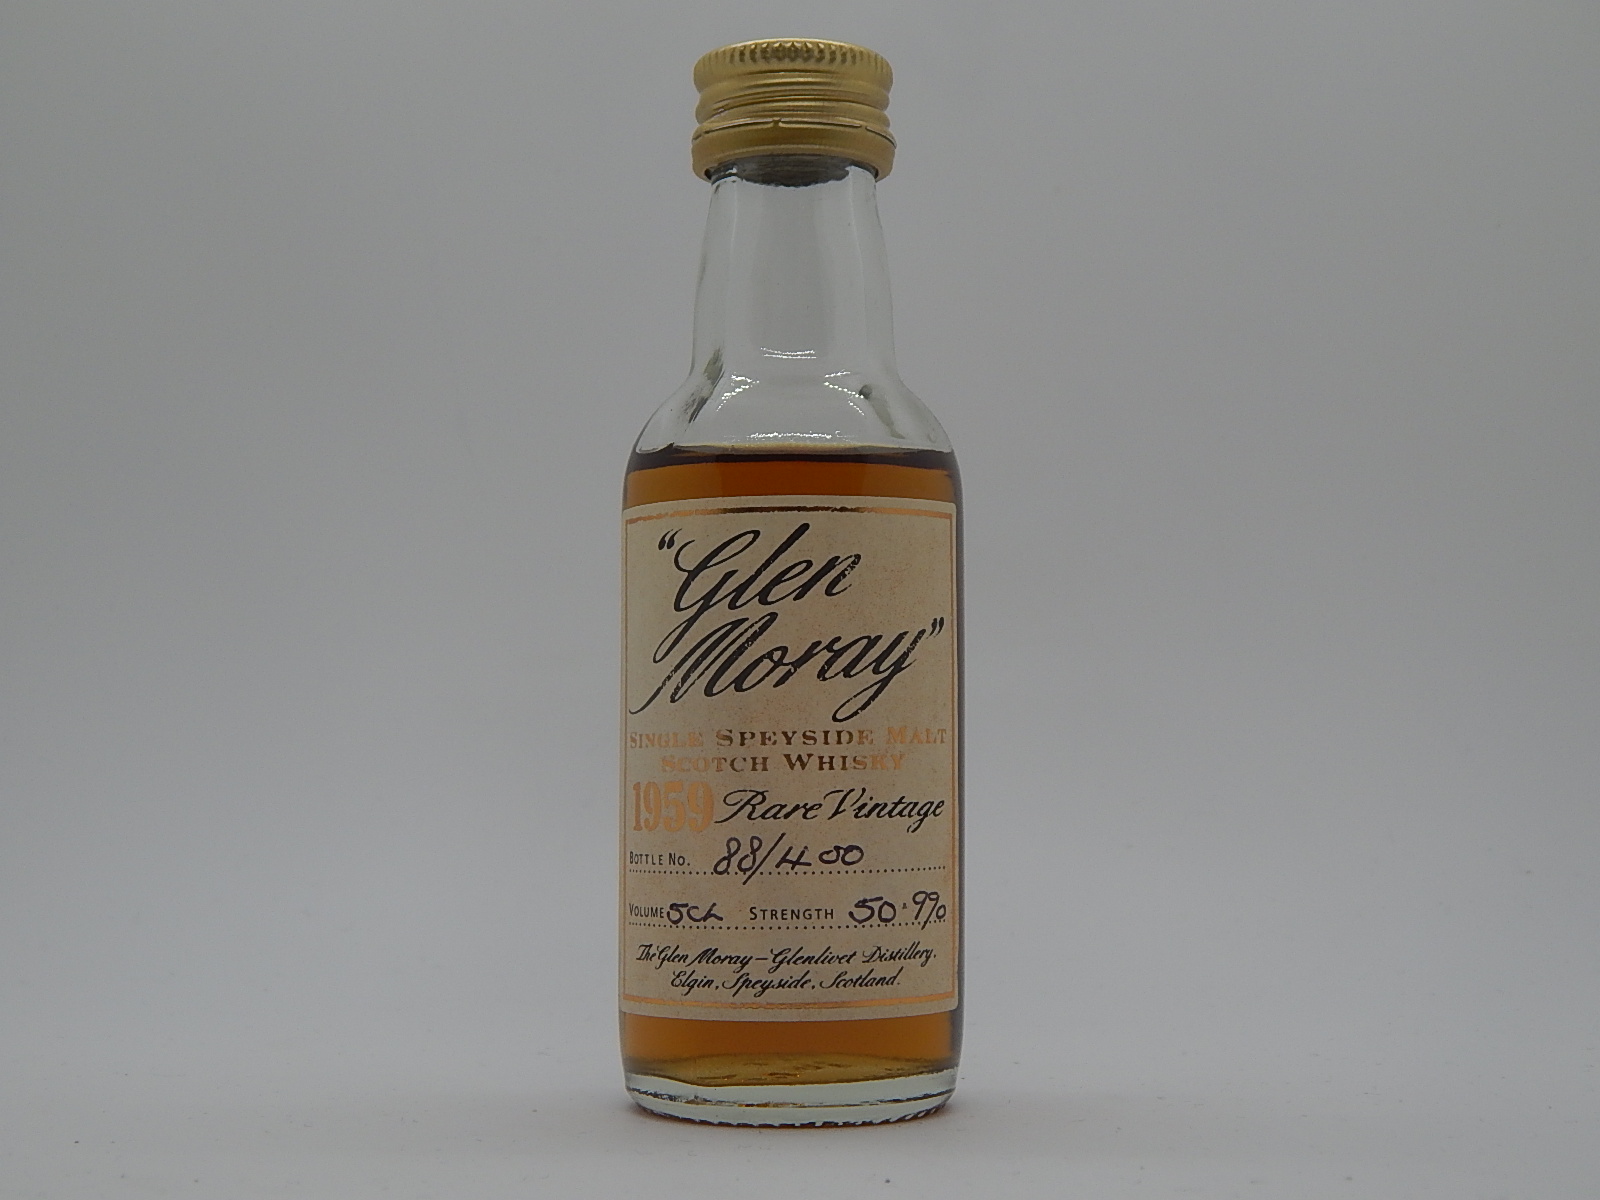 "Glen
Moray"
SINGLE SPEYSIDE MALT
SCOTCH WHISKY
1959 Rare Vintage
BOTTLE No. 88/400
VOLUME 5CL STRENGTH 50.9%
The Glen Moray-Glenlivet Distillery.
Elgin, Speyside, Scotland.